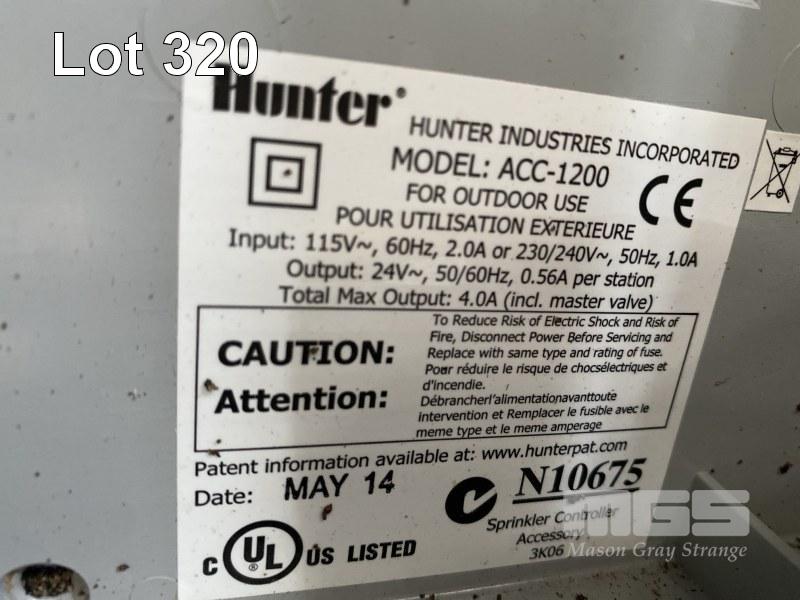 Lot 320
Hunter®
HUNTER INDUSTRIES INCORPORATED
MODEL: ACC-1200
FOR OUTDOOR USE
POUR UTILISATION EXTERIEURE
CE
Input: 115V~, 60Hz, 2.0A or 230/240V~, 50Hz, 1.0A
Output: 24V~, 50/60Hz, 0.56A per station
Total Max Output: 4.0A (incl. master valve)
CAUTION:
Attention:
To Reduce Risk of Electric Shock and Risk of
Fire, Disconnect Power Before Servicing and
Replace with same type and rating of fuse.
Pour réduire le risque de chocsélectriques et
d'incendie.
Débrancherl'alimentationavanttoute
intervention et Remplacer le fusible avec le
meme type et le meme amperage
Patent information available at: www.hunterpat.com
Date: MAY 14
N10675
C UL US LISTED
Sprinkler Controller
Accessory
3K06
MGS
Mason Gray Strange